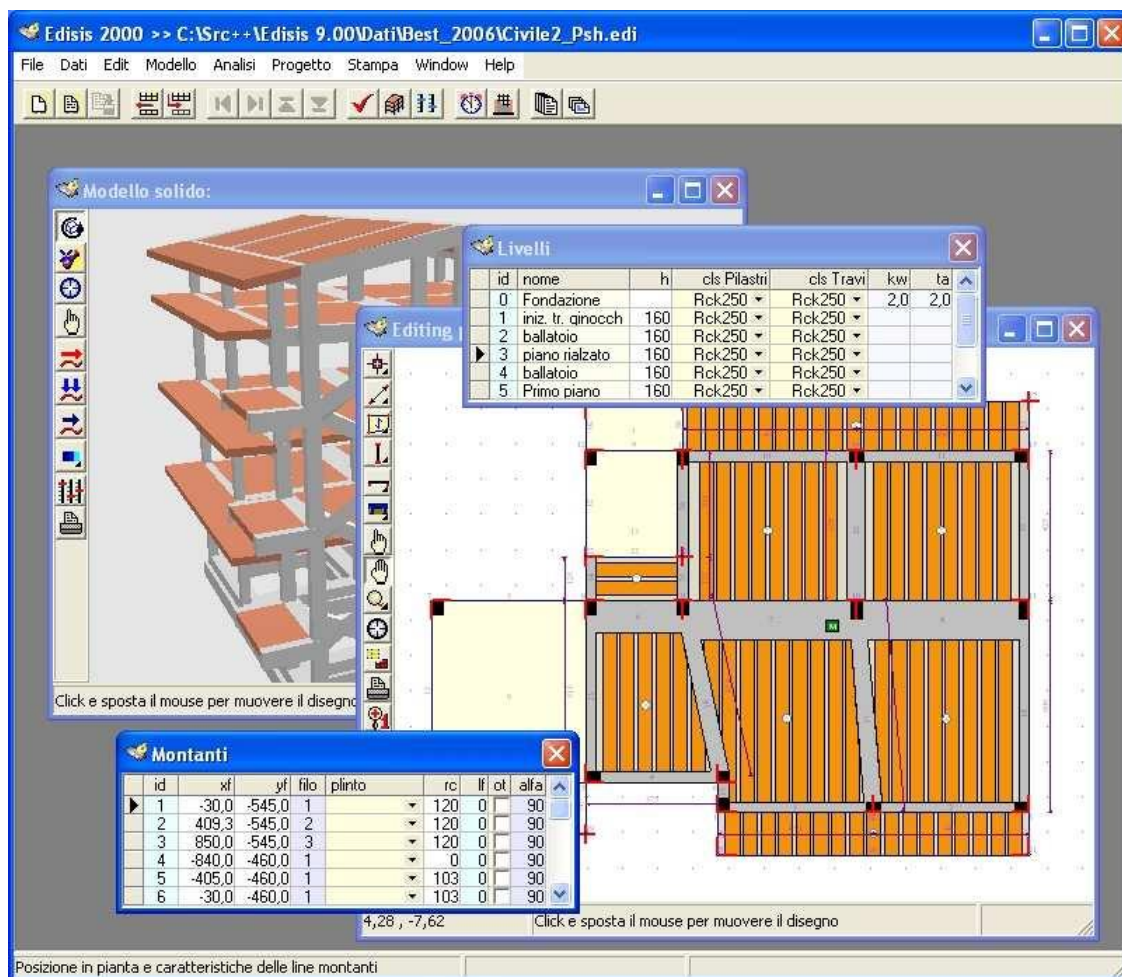 Edisis 2000 >> C:\Src++\Edisis 9.00\Dati\Best_2006\Civile2_Psh.edi
File Dati Edit Modello Analisi Progetto Stampa Window Help
Modello solido:
Livelli
id nome h cls Pilastri cls Travi kw ta
0 Fondazione Rck250 Rck250 2,0 2,0
1 iniz. tr. ginocch 160 Rck250 Rck250
2 ballatoio 160 Rck250 Rck250
3 piano rialzato 160 Rck250 Rck250
4 ballatoio 160 Rck250 Rck250
5 Primo piano 160 Rck250 Rck250
Editing
M
Click e sposta il mouse per muovere il disegno
Montanti
id xf yf filo plinto rc lf ot alfa
1 -30,0 -545,0 1 120 0 90
2 409,3 -545,0 2 120 0 90
3 850,0 -545,0 3 120 0 90
4 -840,0 -460,0 1 0 0 90
5 -405,0 -460,0 1 103 0 90
6 -30,0 -460,0 1 103 0 90
4,28 , -7,62 Click e sposta il mouse per muovere il disegno
Posizione in pianta e caratteristiche delle line montanti